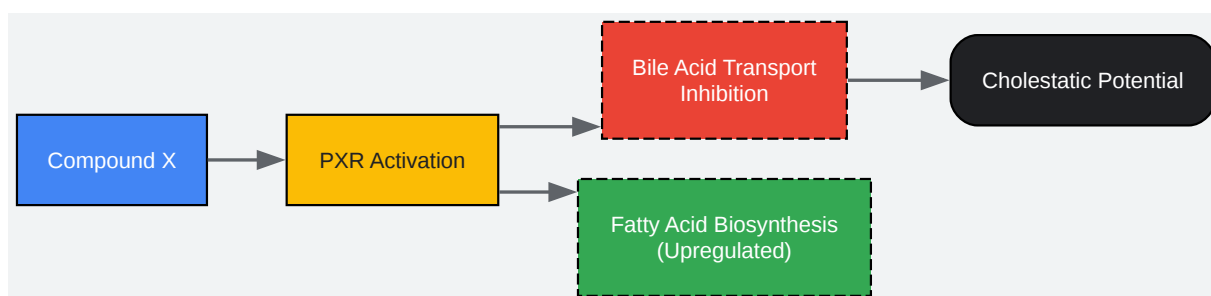 Compound X
PXR Activation
Bile Acid Transport
Inhibition
Cholestatic Potential
Fatty Acid Biosynthesis
(Upregulated)